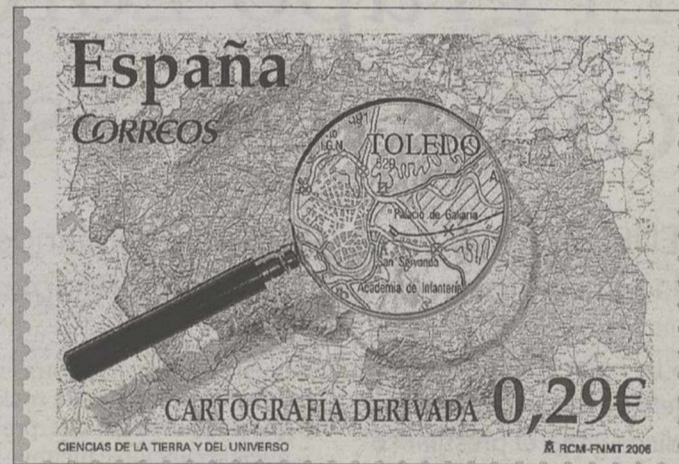 España
CORREOS
I.G.N.
TOLEDO
Palacio de Galiana
San Servando
Academia de Infantería
CARTOGRAFÍA DERIVADA 0,29€
CIENCIAS DE LA TIERRA Y DEL UNIVERSO
RCM-FNMT 2006